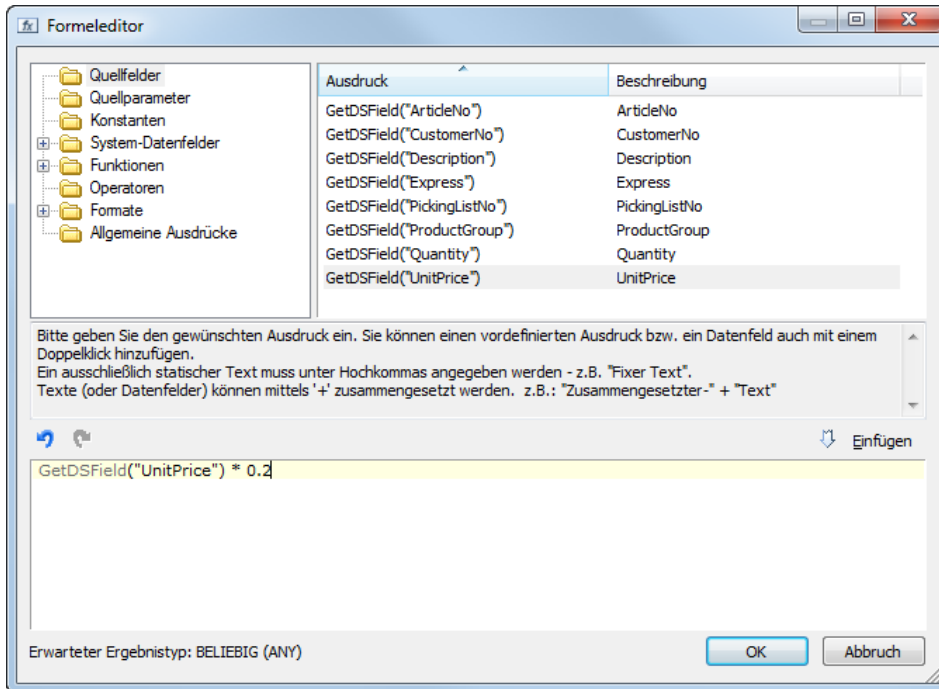 Formeleditor
Quellfelder
Quellparameter
Konstanten
System-Datenfelder
Funktionen
Operatoren
Formate
Allgemeine Ausdrücke
Ausdruck Beschreibung
GetDSField("ArticleNo") ArticleNo
GetDSField("CustomerNo") CustomerNo
GetDSField("Description") Description
GetDSField("Express") Express
GetDSField("PickingListNo") PickingListNo
GetDSField("ProductGroup") ProductGroup
GetDSField("Quantity") Quantity
GetDSField("UnitPrice") UnitPrice
Bitte geben Sie den gewünschten Ausdruck ein. Sie können einen vordefinierten Ausdruck bzw. ein Datenfeld auch mit einem
Doppelklick hinzufügen.
Ein ausschließlich statischer Text muss unter Hochkommas angegeben werden - z.B. "Fixer Text".
Texte (oder Datenfelder) können mittels '+' zusammengesetzt werden. z.B.: "Zusammengesetzter-" + "Text"
Einfügen
GetDSField("UnitPrice") * 0.2
Erwarteter Ergebnistyp: BELIEBIG (ANY)
OK Abbruch